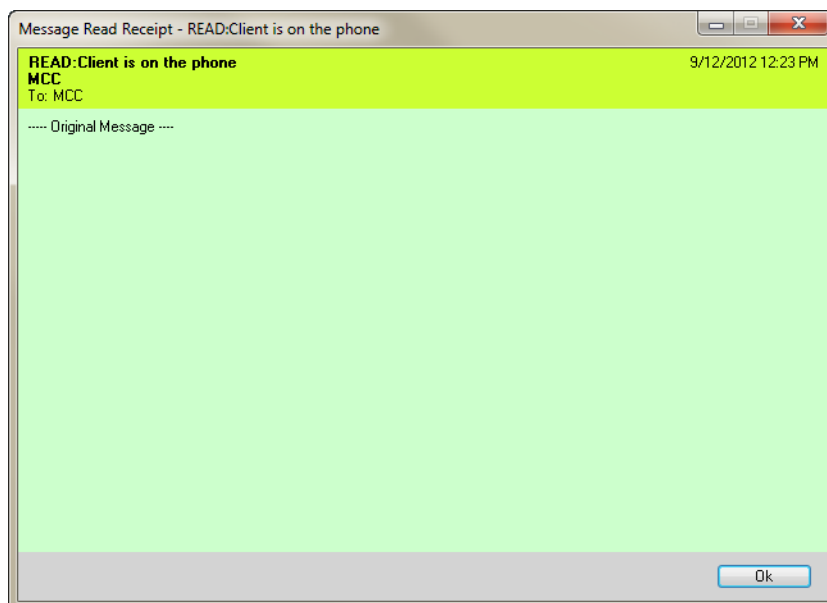 Message Read Receipt - READ:Client is on the phone
READ:Client is on the phone 9/12/2012 12:23 PM
MCC
To: MCC
----- Original Message ----
Ok